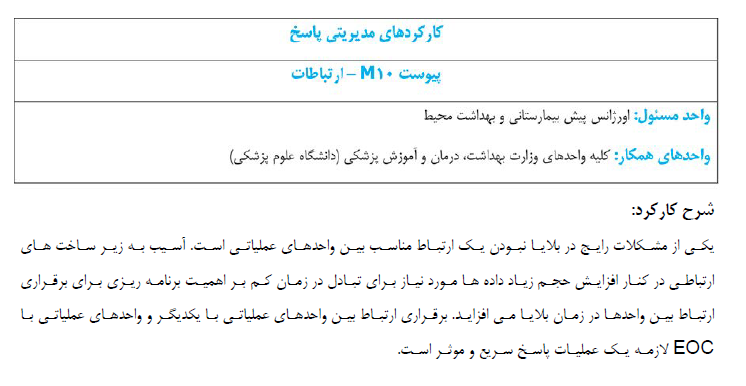 کارکردهای مدیریتی پاسخ
پیوست M۱۰ – ارتباطات
واحد مسئول: اورژانس پیش بیمارستانی و بهداشت محیط
واحدهای همکار: کلیه واحدهای وزارت بهداشت، درمان و آموزش پزشکی (دانشگاه علوم پزشکی)
شرح کارکرد:
یکی از مشکلات رایج در بلایا نبودن یک ارتباط مناسب بین واحدهای عملیاتی است. آسیب به زیر ساخت های
ارتباطی در کنار افزایش حجم زیاد داده ها مورد نیاز برای تبادل در زمان کم بر اهمیت برنامه ریزی برای برقراری
ارتباط بین واحدها در زمان بلایا می افزاید. برقراری ارتباط بین واحدهای عملیاتی با یکدیگر و واحدهای عملیاتی با
EOC لازمه یک عملیات پاسخ سریع و موثر است.